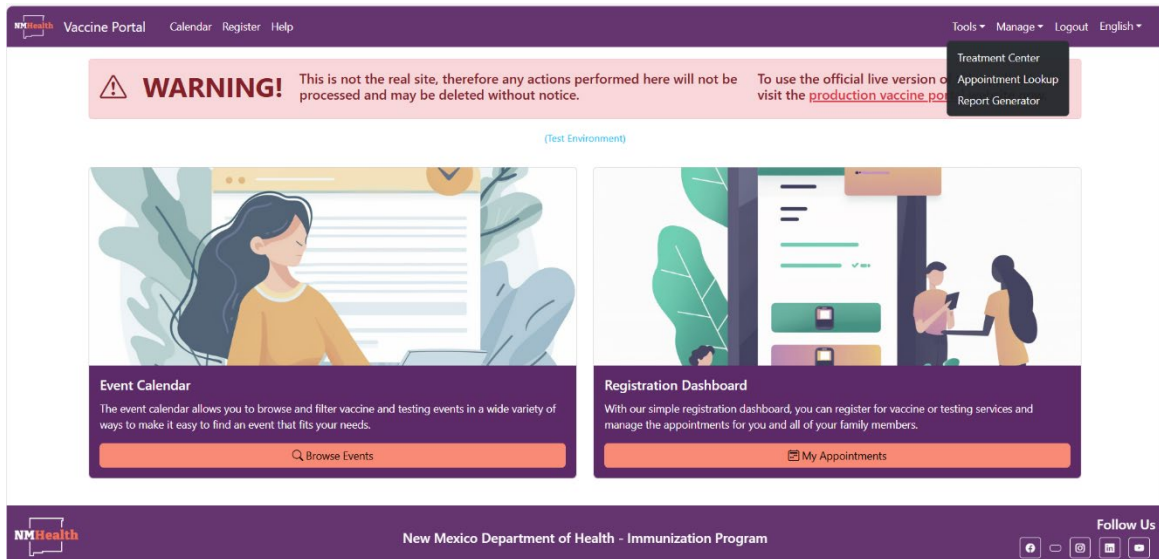 NMHealth Vaccine Portal Calendar Register Help Tools Manage Logout English
Treatment Center
Appointment Lookup
Report Generator
WARNING!
This is not the real site, therefore any actions performed here will not be
processed and may be deleted without notice.
To use the official live version o
visit the production vaccine por
(Test Environment)
Event Calendar
The event calendar allows you to browse and filter vaccine and testing events in a wide variety of
ways to make it easy to find an event that fits your needs.
Browse Events
Registration Dashboard
With our simple registration dashboard, you can register for vaccine or testing services and
manage the appointments for you and all of your family members.
My Appointments
NMHealth
New Mexico Department of Health - Immunization Program
Follow Us